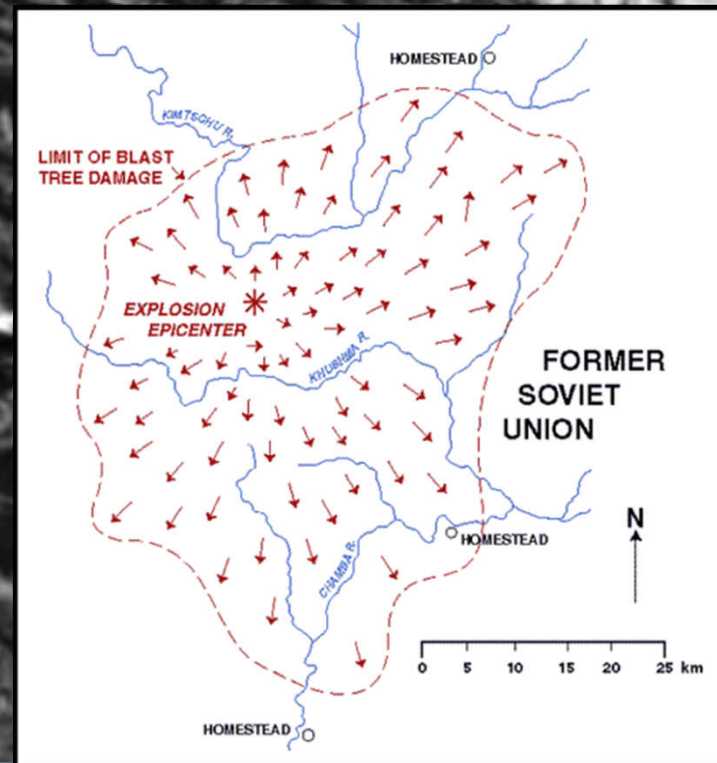 HOMESTEAD
KIMTSCHU R.
LIMIT OF BLAST
TREE DAMAGE
EXPLOSION
EPICENTER
KHUSHMA R.
FORMER
SOVIET
UNION
N
HOMESTEAD
CHAMBA R.
0 5 10 15 20 25 km
HOMESTEAD